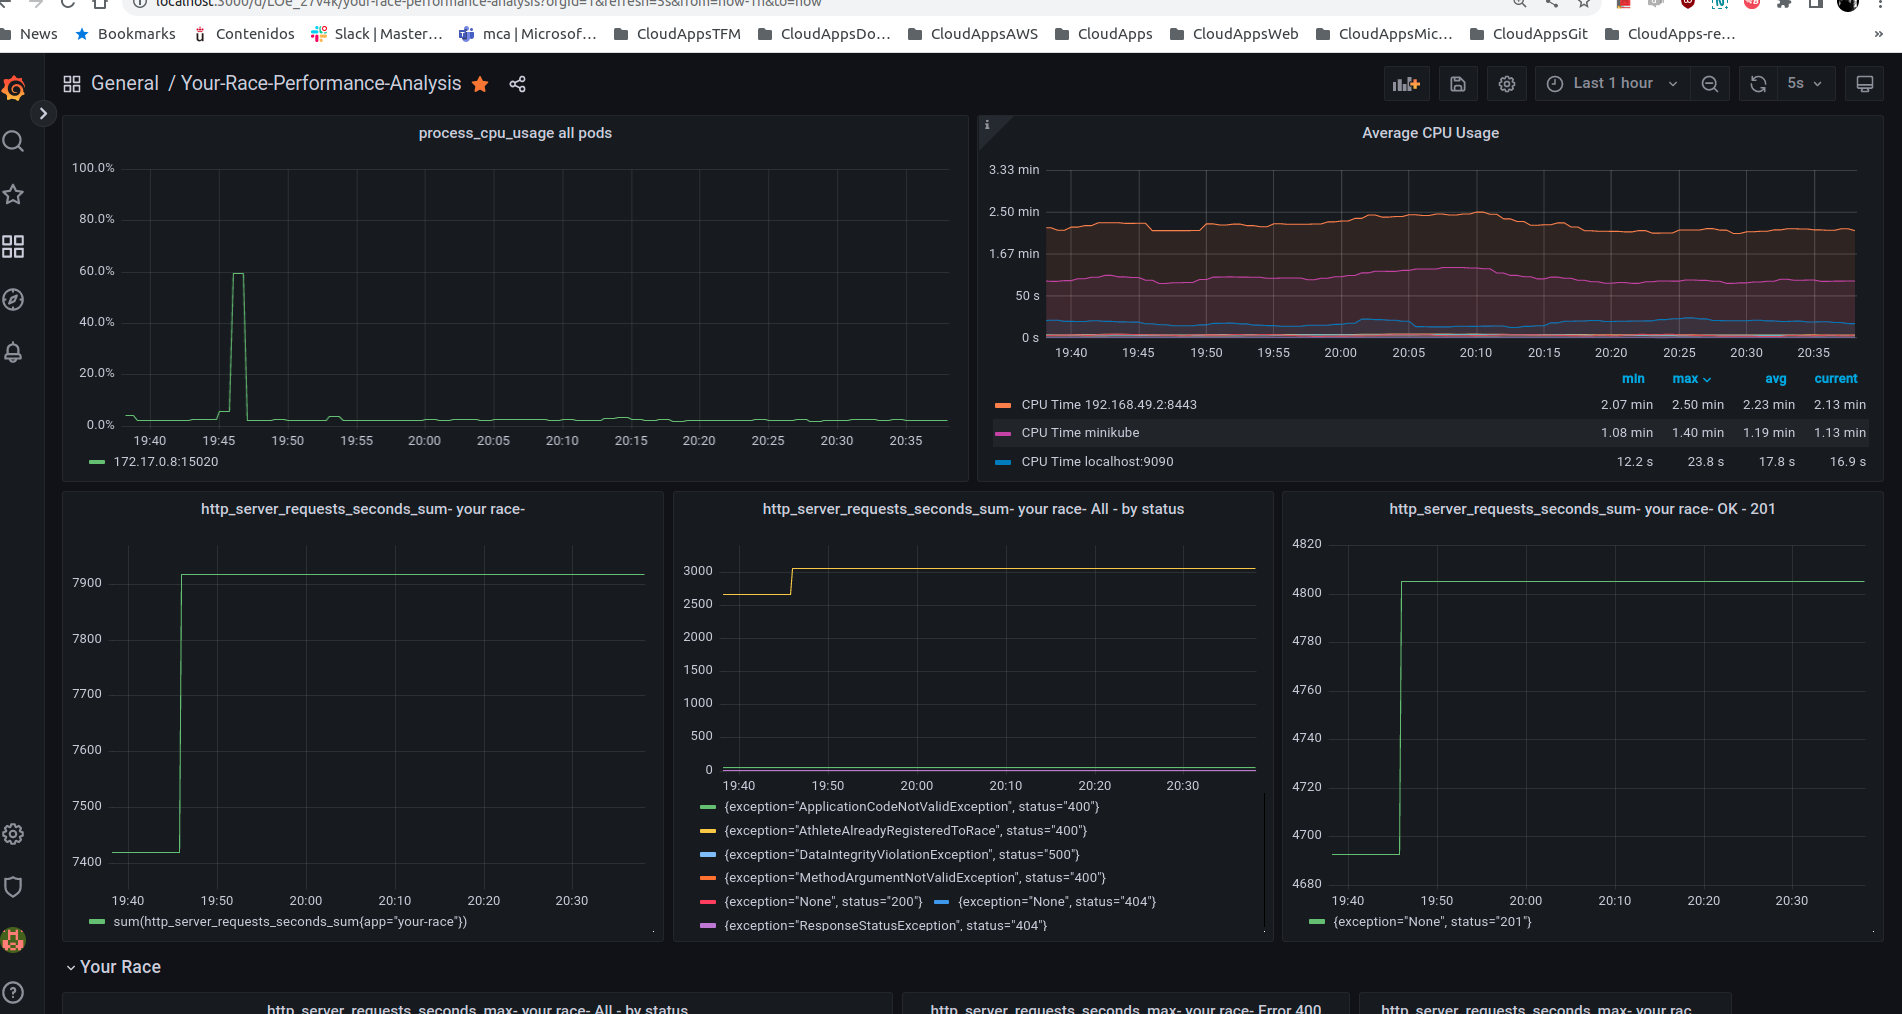 localhost:3000/d/LOe_27v4k/your-race-performance-analysis?orgId=1&refresh=5s&from=now-1h&to=now
News Bookmarks Contenidos Slack | Master... mca | Microsof... CloudAppsTFM CloudAppsDo... CloudAppsAWS CloudApps CloudAppsWeb CloudAppsMic... CloudAppsGit CloudApps-re... »
General / Your-Race-Performance-Analysis Last 1 hour 5s
process_cpu_usage all pods
100.0%
80.0%
60.0%
40.0%
20.0%
0.0%
19:40 19:45 19:50 19:55 20:00 20:05 20:10 20:15 20:20 20:25 20:30 20:35
172.17.0.8:15020
i
Average CPU Usage
3.33 min
2.50 min
1.67 min
50 s
0 s
19:40 19:45 19:50 19:55 20:00 20:05 20:10 20:15 20:20 20:25 20:30 20:35
min max avg current
CPU Time 192.168.49.2:8443 2.07 min 2.50 min 2.23 min 2.13 min
CPU Time minikube 1.08 min 1.40 min 1.19 min 1.13 min
CPU Time localhost:9090 12.2 s 23.8 s 17.8 s 16.9 s
http_server_requests_seconds_sum- your race-
7900
7800
7700
7600
7500
7400
19:40 19:50 20:00 20:10 20:20 20:30
sum(http_server_requests_seconds_sum{app="your-race"})
http_server_requests_seconds_sum- your race- All - by status
3000
2500
2000
1500
1000
500
0
19:40 19:50 20:00 20:10 20:20 20:30
{exception="ApplicationCodeNotValidException", status="400"}
{exception="AthleteAlreadyRegisteredToRace", status="400"}
{exception="DataIntegrityViolationException", status="500"}
{exception="MethodArgumentNotValidException", status="400"}
{exception="None", status="200"} {exception="None", status="404"}
{exception="ResponseStatusException", status="404"}
http_server_requests_seconds_sum- your race- OK - 201
4820
4800
4780
4760
4740
4720
4700
4680
19:40 19:50 20:00 20:10 20:20 20:30
{exception="None", status="201"}
Your Race
http_server_requests_seconds_max- your race- All - by status
http_server_requests_seconds_max- your race- Error 400
http_server_requests_seconds_max- your rac